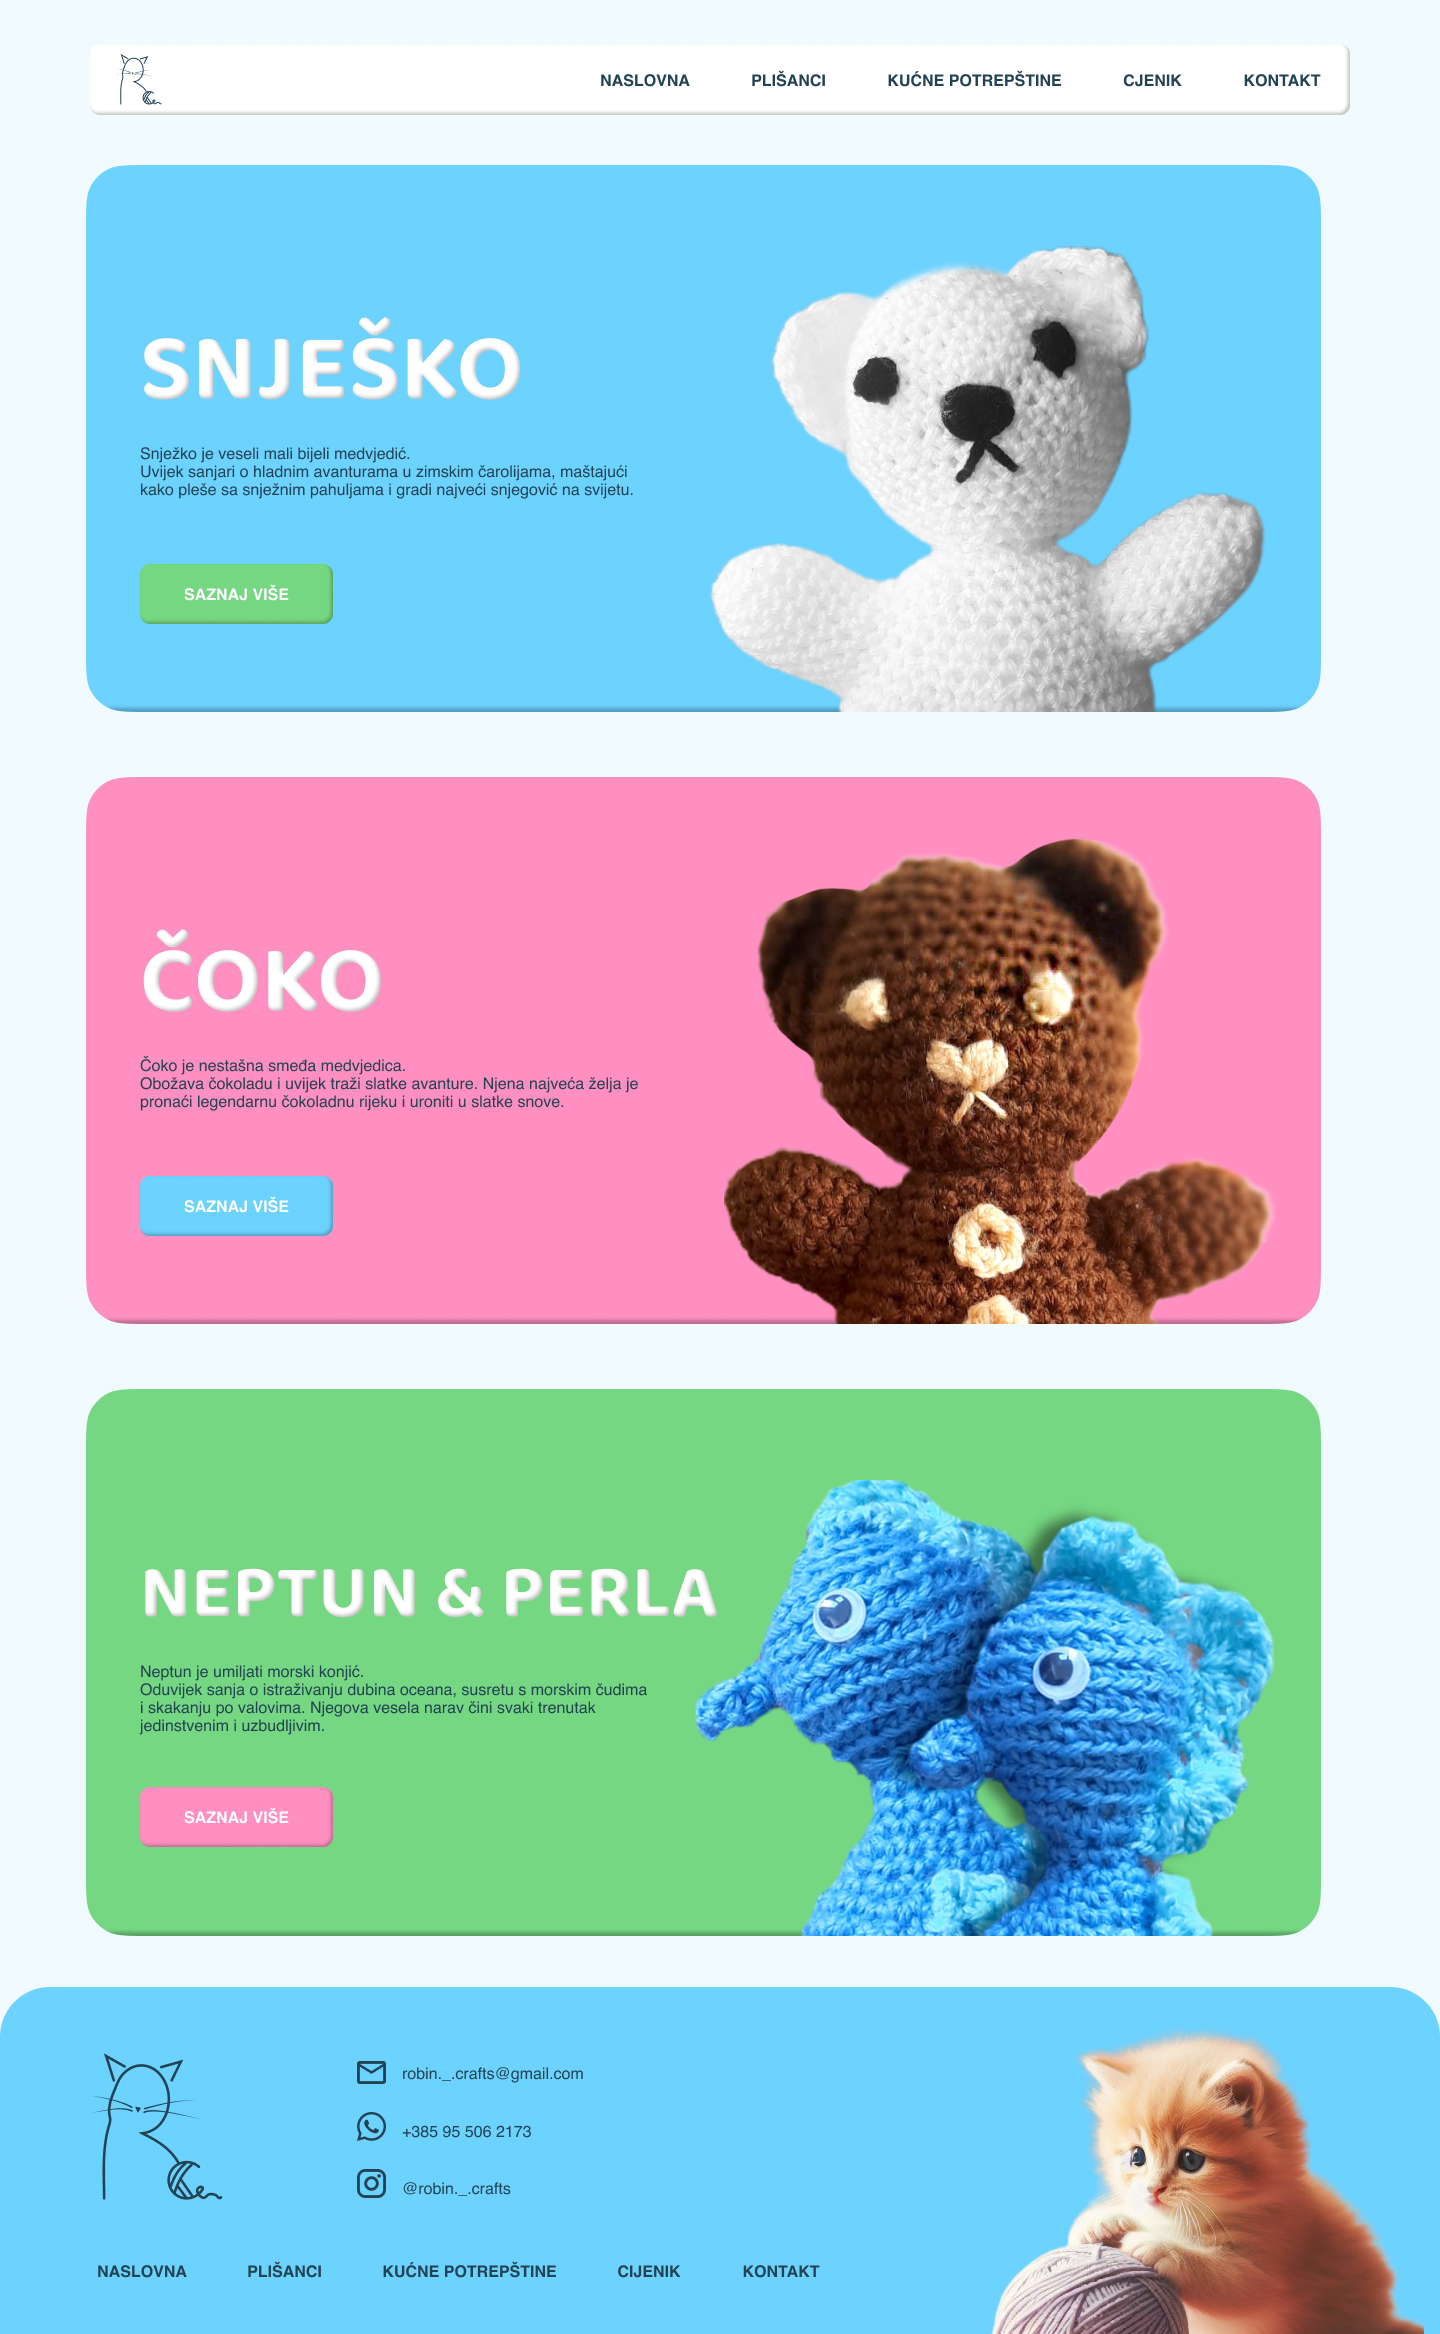 NASLOVNA PLIŠANCI KUĆNE POTREPŠTINE CJENIK KONTAKT
SNJEŠKO
Snježko je veseli mali bijeli medvjedić.
Uvijek sanjari o hladnim avanturama u zimskim čarolijama, maštajući
kako pleše sa snježnim pahuljama i gradi najveći snjegović na svijetu.
SAZNAJ VIŠE
ČOKO
Čoko je nestašna smeđa medvjedica.
Obožava čokoladu i uvijek traži slatke avanture. Njena najveća želja je
pronaći legendarnu čokoladnu rijeku i uroniti u slatke snove.
SAZNAJ VIŠE
NEPTUN & PERLA
Neptun je umiljati morski konjić.
Oduvijek sanja o istraživanju dubina oceana, susretu s morskim čudima
i skakanju po valovima. Njegova vesela narav čini svaki trenutak
jedinstvenim i uzbudljivim.
SAZNAJ VIŠE
robin._.crafts@gmail.com
+385 95 506 2173
@robin._.crafts
NASLOVNA PLIŠANCI KUĆNE POTREPŠTINE CIJENIK KONTAKT